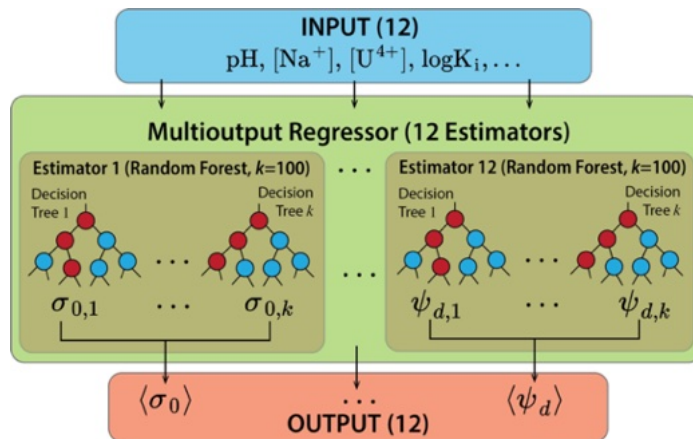 INPUT (12)
pH, [Na⁺], [U⁴⁺], logKᵢ, ...
Multioutput Regressor (12 Estimators)
Estimator 1 (Random Forest, k=100)
...
Estimator 12 (Random Forest, k=100)
Decision
Tree 1
Decision
Tree k
Decision
Tree 1
Decision
Tree k
...
...
...
σ₀,₁
...
σ₀,ₖ
ψd,1
...
ψd,k
⟨σ₀⟩
...
⟨ψd⟩
OUTPUT (12)